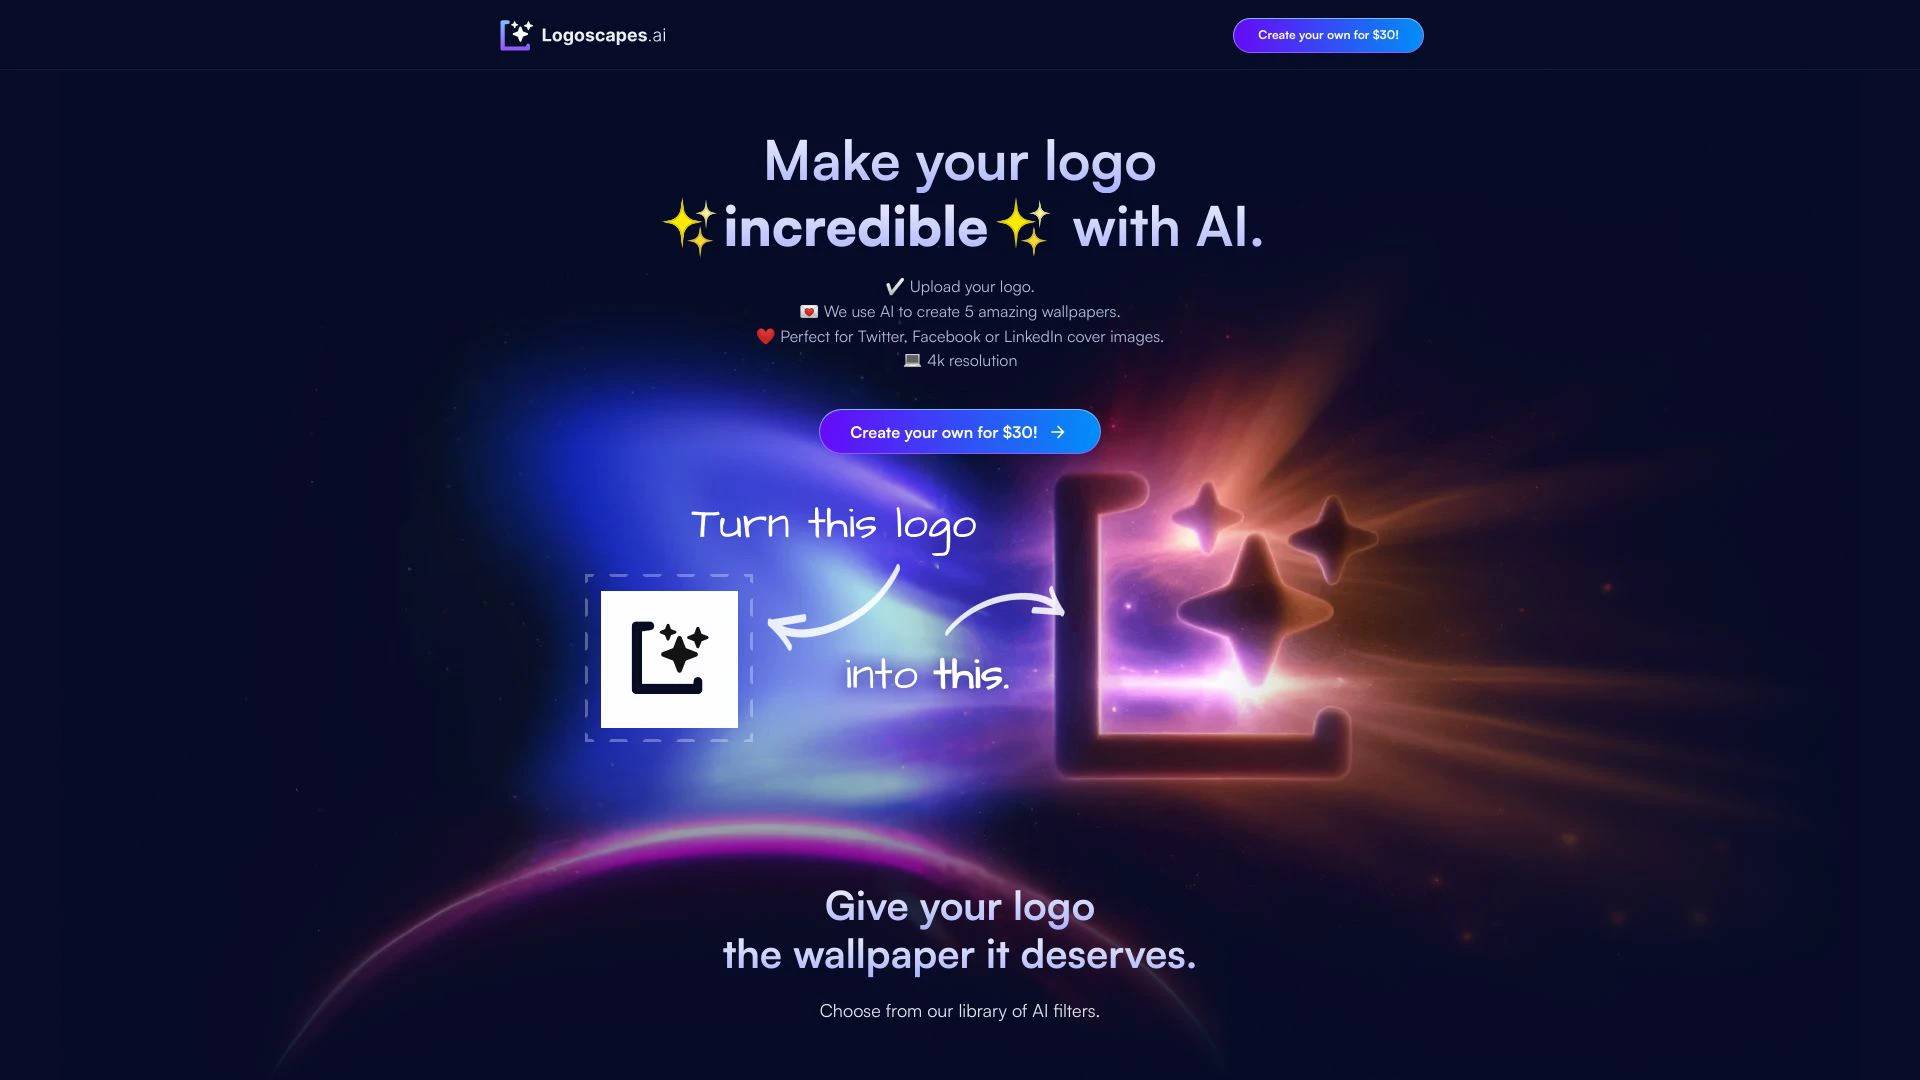 Logoscapes.ai
Create your own for $30!
Make your logo
✨incredible✨ with AI.
✔️ Upload your logo.
💌 We use AI to create 5 amazing wallpapers.
❤️ Perfect for Twitter, Facebook or LinkedIn cover images.
💻 4k resolution
Create your own for $30! →
Turn this logo
into this.
Give your logo
the wallpaper it deserves.
Choose from our library of AI filters.